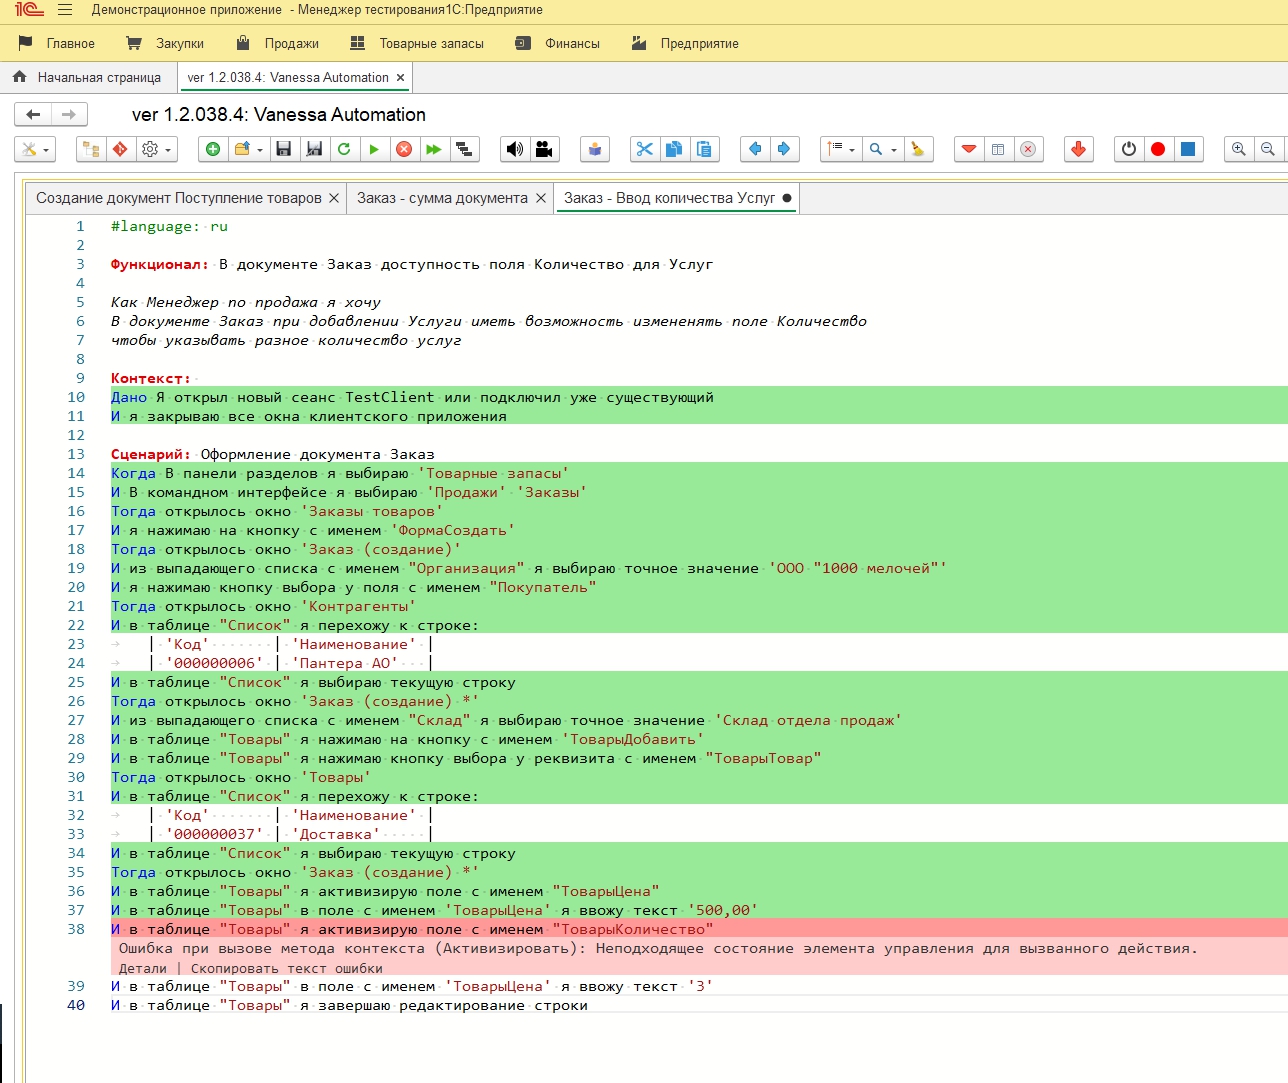 Демонстрационное приложение - Менеджер тестирования1С:Предприятие
Главное Закупки Продажи Товарные запасы Финансы Предприятие
Начальная страница ver 1.2.038.4: Vanessa Automation ×
ver 1.2.038.4: Vanessa Automation
Создание документ Поступление товаров × Заказ - сумма документа × Заказ - Ввод количества Услуг ●
1 #language: ru
2
3 Функционал: В документе Заказ доступность поля Количество для Услуг
4
5 Как Менеджер по продажа я хочу
6 В документе Заказ при добавлении Услуги иметь возможность измененять поле Количество
7 чтобы указывать разное количество услуг
8
9 Контекст:
10 Дано Я открыл новый сеанс TestClient или подключил уже существующий
11 И я закрываю все окна клиентского приложения
12
13 Сценарий: Оформление документа Заказ
14 Когда В панели разделов я выбираю 'Товарные запасы'
15 И В командном интерфейсе я выбираю 'Продажи' 'Заказы'
16 Тогда открылось окно 'Заказы товаров'
17 И я нажимаю на кнопку с именем 'ФормаСоздать'
18 Тогда открылось окно 'Заказ (создание)'
19 И из выпадающего списка с именем "Организация" я выбираю точное значение 'ООО "1000 мелочей"'
20 И я нажимаю кнопку выбора у поля с именем "Покупатель"
21 Тогда открылось окно 'Контрагенты'
22 И в таблице "Список" я перехожу к строке:
23 | 'Код' | 'Наименование' |
24 | '000000006' | 'Пантера АО' |
25 И в таблице "Список" я выбираю текущую строку
26 Тогда открылось окно 'Заказ (создание) *'
27 И из выпадающего списка с именем "Склад" я выбираю точное значение 'Склад отдела продаж'
28 И в таблице "Товары" я нажимаю на кнопку с именем 'ТоварыДобавить'
29 И в таблице "Товары" я нажимаю кнопку выбора у реквизита с именем "ТоварыТовар"
30 Тогда открылось окно 'Товары'
31 И в таблице "Список" я перехожу к строке:
32 | 'Код' | 'Наименование' |
33 | '000000037' | 'Доставка' |
34 И в таблице "Список" я выбираю текущую строку
35 Тогда открылось окно 'Заказ (создание) *'
36 И в таблице "Товары" я активизирую поле с именем "ТоварыЦена"
37 И в таблице "Товары" в поле с именем 'ТоварыЦена' я ввожу текст '500,00'
38 И в таблице "Товары" я активизирую поле с именем "ТоварыКоличество"
Ошибка при вызове метода контекста (Активизировать): Неподходящее состояние элемента управления для вызванного действия.
Детали | Скопировать текст ошибки
39 И в таблице "Товары" в поле с именем 'ТоварыЦена' я ввожу текст '3'
40 И в таблице "Товары" я завершаю редактирование строки